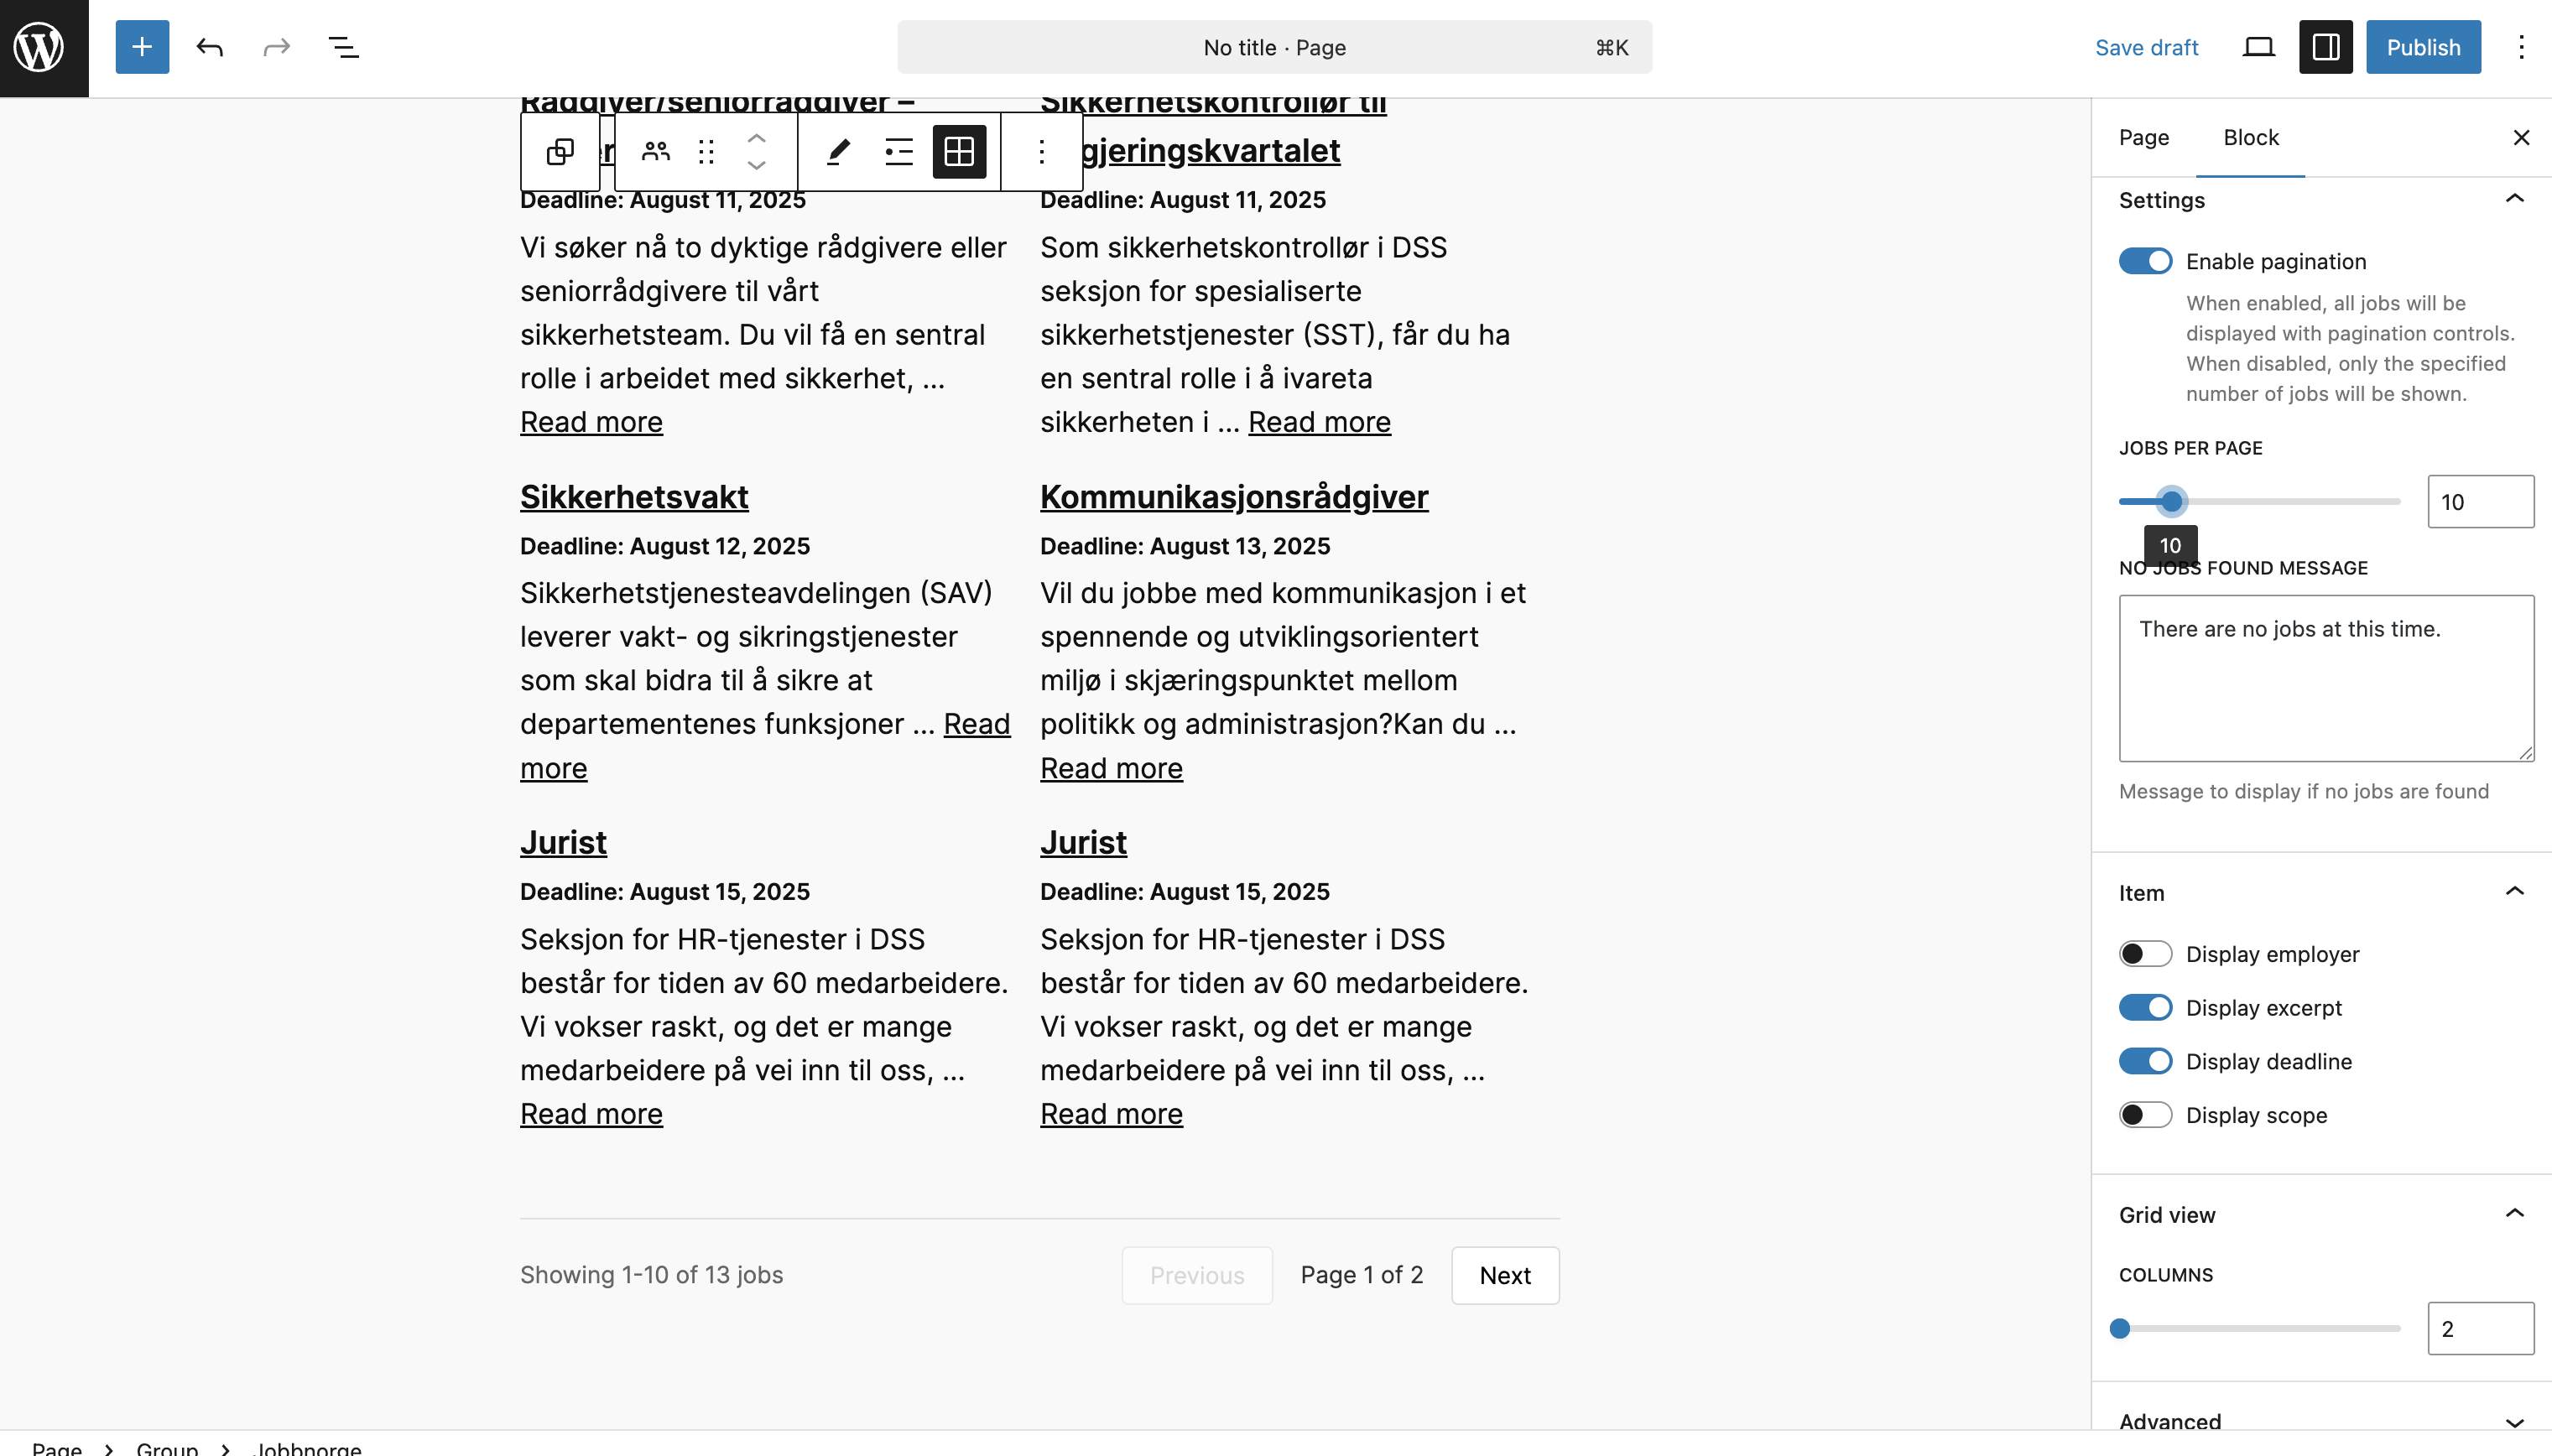 No title · Page
⌘K
Save draft
Publish
Rådgiver/seniorrådgiver –
Sikkerhetskontrollør til
gjeringskvartalet
Deadline: August 11, 2025
Deadline: August 11, 2025
Vi søker nå to dyktige rådgivere eller
seniorrådgivere til vårt
sikkerhetsteam. Du vil få en sentral
rolle i arbeidet med sikkerhet, ...
Read more
Som sikkerhetskontrollør i DSS
seksjon for spesialiserte
sikkerhetstjenester (SST), får du ha
en sentral rolle i å ivareta
sikkerheten i ... Read more
Sikkerhetsvakt
Deadline: August 12, 2025
Sikkerhetstjenesteavdelingen (SAV)
leverer vakt- og sikringstjenester
som skal bidra til å sikre at
departementenes funksjoner ... Read
more
Kommunikasjonsrådgiver
Deadline: August 13, 2025
Vil du jobbe med kommunikasjon i et
spennende og utviklingsorientert
miljø i skjæringspunktet mellom
politikk og administrasjon?Kan du ...
Read more
Jurist
Deadline: August 15, 2025
Seksjon for HR-tjenester i DSS
består for tiden av 60 medarbeidere.
Vi vokser raskt, og det er mange
medarbeidere på vei inn til oss, ...
Read more
Jurist
Deadline: August 15, 2025
Seksjon for HR-tjenester i DSS
består for tiden av 60 medarbeidere.
Vi vokser raskt, og det er mange
medarbeidere på vei inn til oss, ...
Read more
Showing 1-10 of 13 jobs
Previous
Page 1 of 2
Next
Page
Block
Settings
Enable pagination
When enabled, all jobs will be
displayed with pagination controls.
When disabled, only the specified
number of jobs will be shown.
JOBS PER PAGE
10
10
NO JOBS FOUND MESSAGE
There are no jobs at this time.
Message to display if no jobs are found
Item
Display employer
Display excerpt
Display deadline
Display scope
Grid view
COLUMNS
2
Advanced
Page > Group > Jobbnorge